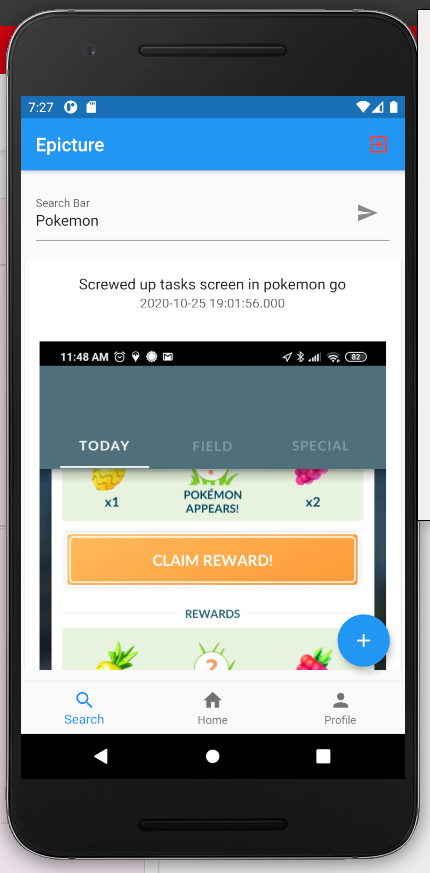 7:27
Epicture
Search Bar
Pokemon
Screwed up tasks screen in pokemon go
2020-10-25 19:01:56.000
11:48 AM
82
TODAY
FIELD
SPECIAL
x1
POKÉMON
APPEARS!
x2
CLAIM REWARD!
REWARDS
?
+
Search
Home
Profile